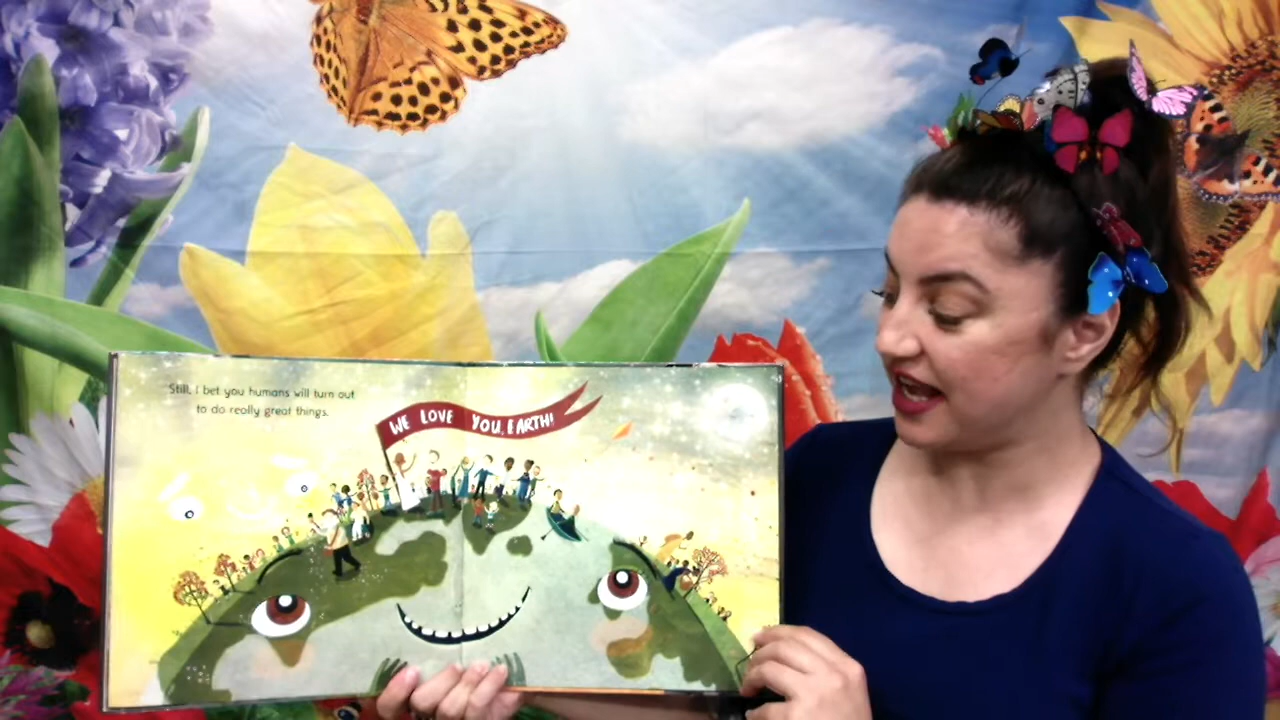 Still, I bet you humans will turn out
to do really great things.
WE LOVE YOU, EARTH!